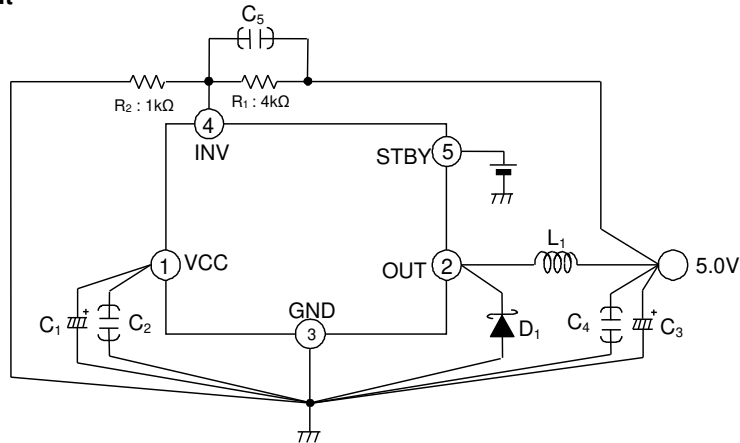 C5
R2 : 1kΩ
R1 : 4kΩ
4
INV
STBY
5
L1
1
VCC
OUT
2
5.0V
GND
3
C1
+
C2
D1
C4
+
C3